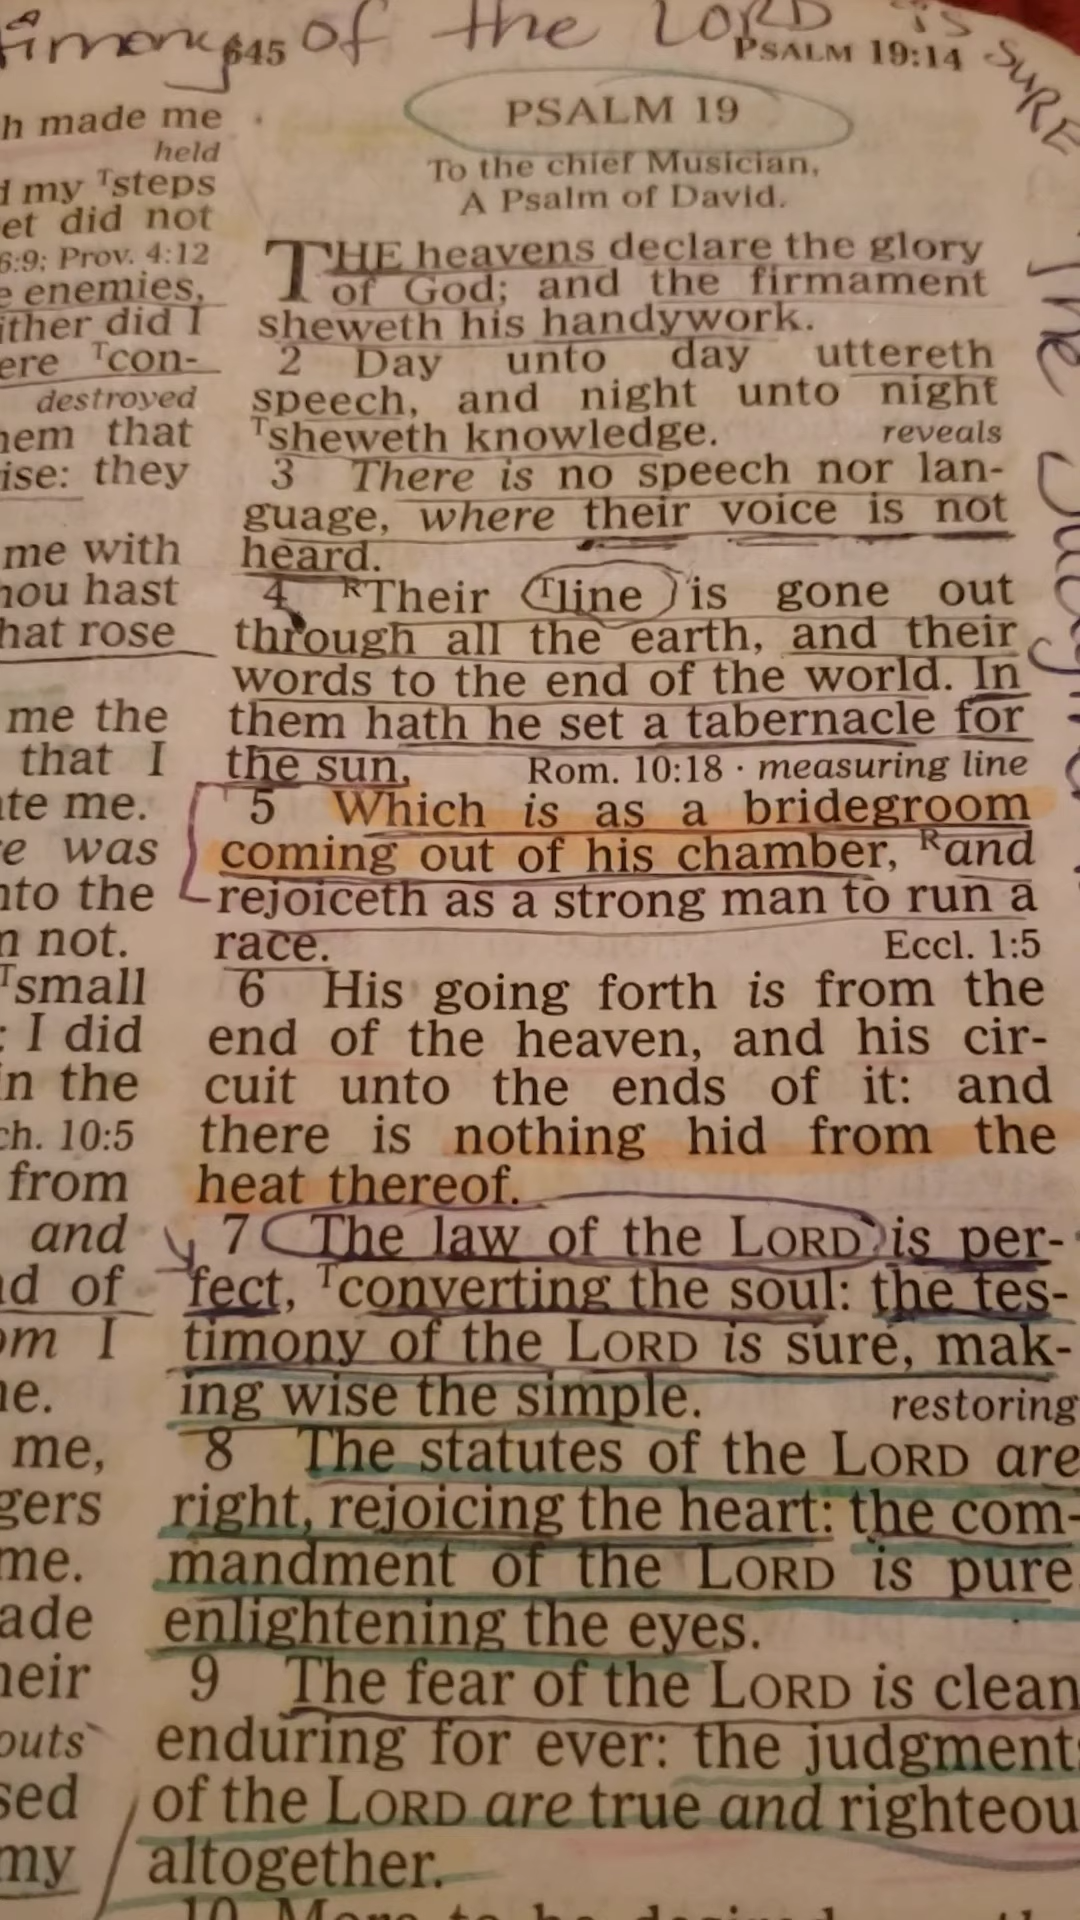 of the LORD is SURE
645
PSALM 19:14
h made me
held
my ᵀsteps
et did not
6:9; Prov. 4:12
enemies,
ither did I
ere ᵀcon-
destroyed
hem that
ise: they
me with
hou hast
hat rose
me the
that I
te me.
e was
nto the
n not.
ᵀsmall
: I did
in the
ch. 10:5
from
and
d of
om I
me,
gers
me.
ade
heir
outs
sed
my
PSALM 19
To the chief Musician,
A Psalm of David.
THE heavens declare the glory
of God; and the firmament
sheweth his handywork.
2 Day unto day uttereth
speech, and night unto night
ᵀsheweth knowledge. reveals
3 There is no speech nor lan-
guage, where their voice is not
heard.
4 ᴿTheir ᵀline is gone out
through all the earth, and their
words to the end of the world. In
them hath he set a tabernacle for
the sun, Rom. 10:18 · measuring line
5 Which is as a bridegroom
coming out of his chamber, ᴿand
rejoiceth as a strong man to run a
race. Eccl. 1:5
6 His going forth is from the
end of the heaven, and his cir-
cuit unto the ends of it: and
there is nothing hid from the
heat thereof.
7 The law of the LORD is per-
fect, ᵀconverting the soul: the tes-
timony of the LORD is sure, mak-
ing wise the simple. restoring
8 The statutes of the LORD are
right, rejoicing the heart: the com-
mandment of the LORD is pure
enlightening the eyes.
9 The fear of the LORD is clean
enduring for ever: the judgment
of the LORD are true and righteou
altogether.